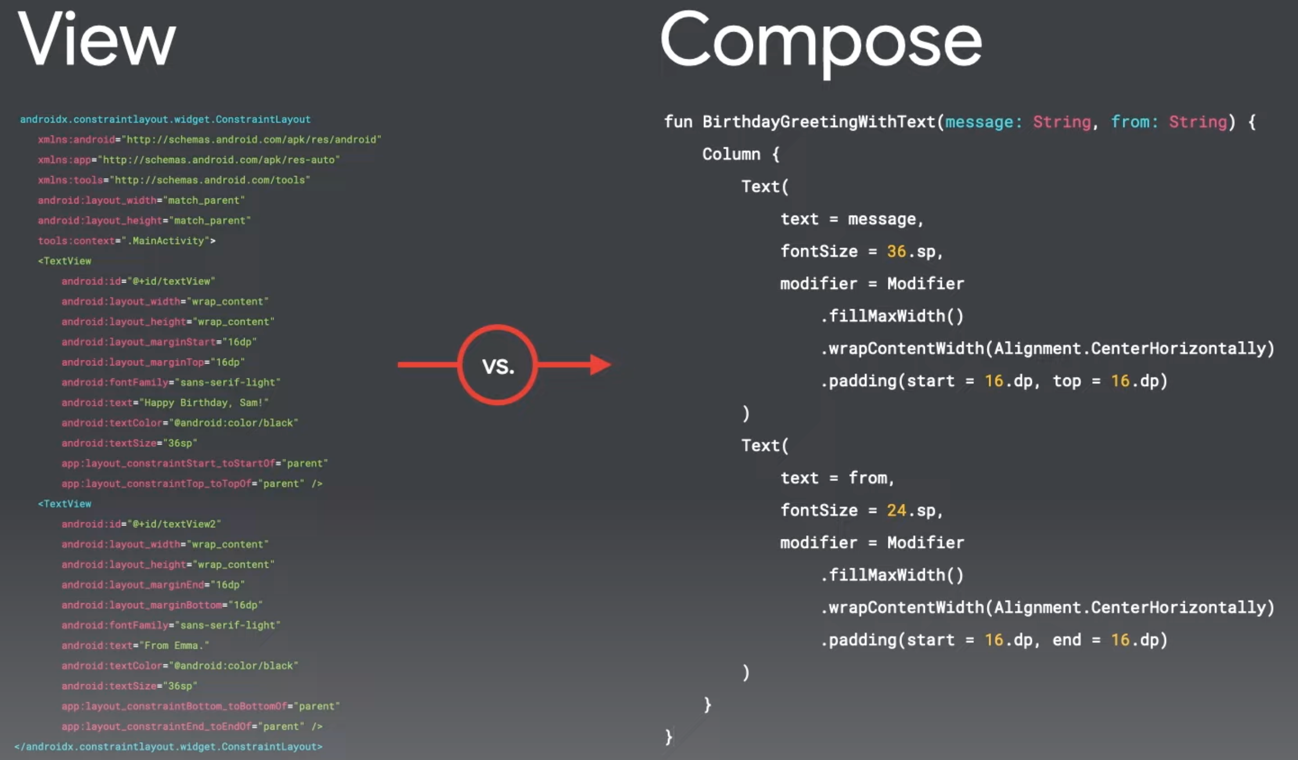 View
androidx.constraintlayout.widget.ConstraintLayout
xmlns:android="http://schemas.android.com/apk/res/android"
xmlns:app="http://schemas.android.com/apk/res-auto"
xmlns:tools="http://schemas.android.com/tools"
android:layout_width="match_parent"
android:layout_height="match_parent"
tools:context=".MainActivity">
<TextView
android:id="@+id/textView"
android:layout_width="wrap_content"
android:layout_height="wrap_content"
android:layout_marginStart="16dp"
android:layout_marginTop="16dp"
android:fontFamily="sans-serif-light"
android:text="Happy Birthday, Sam!"
android:textColor="@android:color/black"
android:textSize="36sp"
app:layout_constraintStart_toStartOf="parent"
app:layout_constraintTop_toTopOf="parent" />
<TextView
android:id="@+id/textView2"
android:layout_width="wrap_content"
android:layout_height="wrap_content"
android:layout_marginEnd="16dp"
android:layout_marginBottom="16dp"
android:fontFamily="sans-serif-light"
android:text="From Emma."
android:textColor="@android:color/black"
android:textSize="36sp"
app:layout_constraintBottom_toBottomOf="parent"
app:layout_constraintEnd_toEndOf="parent" />
</androidx.constraintlayout.widget.ConstraintLayout>
vs.
Compose
fun BirthdayGreetingWithText(message: String, from: String) {
Column {
Text(
text = message,
fontSize = 36.sp,
modifier = Modifier
.fillMaxWidth()
.wrapContentWidth(Alignment.CenterHorizontally)
.padding(start = 16.dp, top = 16.dp)
)
Text(
text = from,
fontSize = 24.sp,
modifier = Modifier
.fillMaxWidth()
.wrapContentWidth(Alignment.CenterHorizontally)
.padding(start = 16.dp, end = 16.dp)
)
}
}